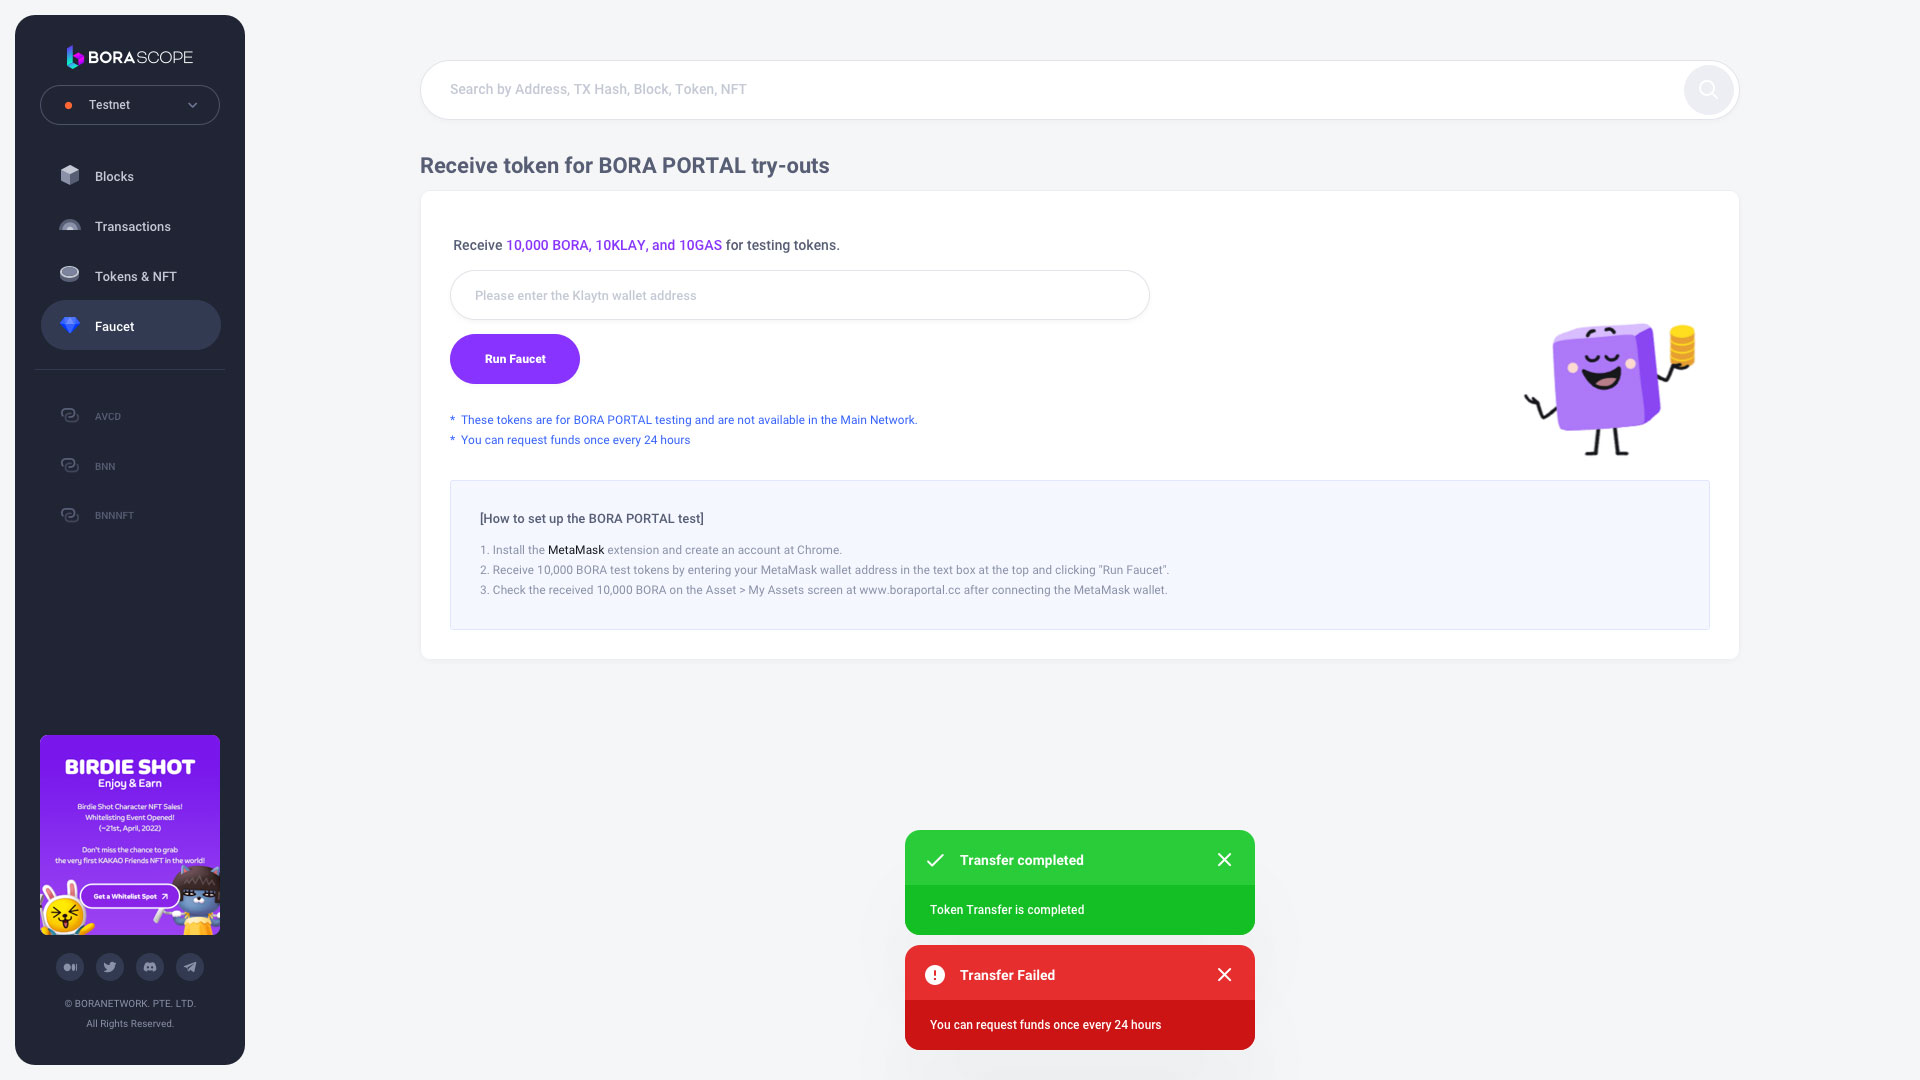 BORASCOPE
Testnet
Blocks
Transactions
Tokens & NFT
Faucet
AVCD
BNN
BNNNFT
BIRDIE SHOT
Enjoy & Earn
Birdie Shot Character NFT Sales!
Whitelisting Event Opened!
(~21st, April, 2022)
Don't miss the chance to grab
the very first KAKAO Friends NFT in the world!
Get a Whitelist Spot
© BORANETWORK. PTE. LTD.
All Rights Reserved.
Search by Address, TX Hash, Block, Token, NFT
Receive token for BORA PORTAL try-outs
Receive 10,000 BORA, 10KLAY, and 10GAS for testing tokens.
Please enter the Klaytn wallet address
Run Faucet
* These tokens are for BORA PORTAL testing and are not available in the Main Network.
* You can request funds once every 24 hours
[How to set up the BORA PORTAL test]
1. Install the MetaMask extension and create an account at Chrome.
2. Receive 10,000 BORA test tokens by entering your MetaMask wallet address in the text box at the top and clicking "Run Faucet".
3. Check the received 10,000 BORA on the Asset > My Assets screen at www.boraportal.cc after connecting the MetaMask wallet.
Transfer completed
Token Transfer is completed
Transfer Failed
You can request funds once every 24 hours